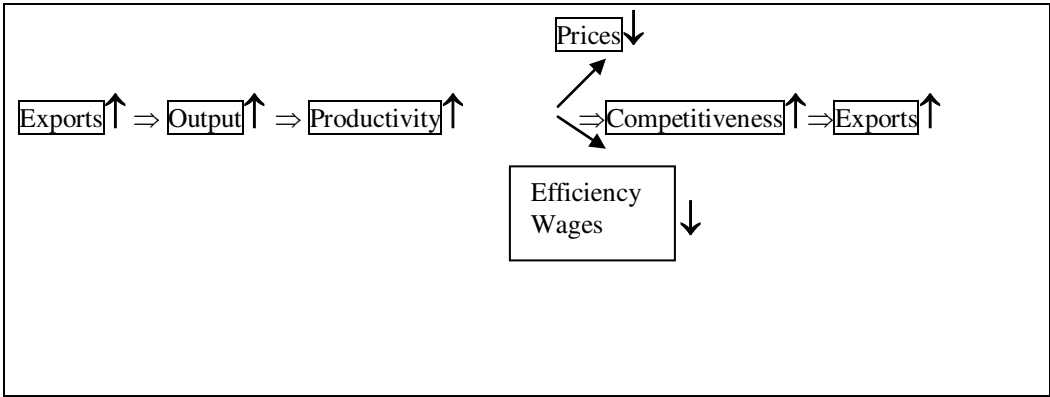 Prices↓
Exports↑ ⇒ Output↑ ⇒ Productivity↑ ⇒Competitiveness↑ ⇒Exports↑
Efficiency
Wages ↓